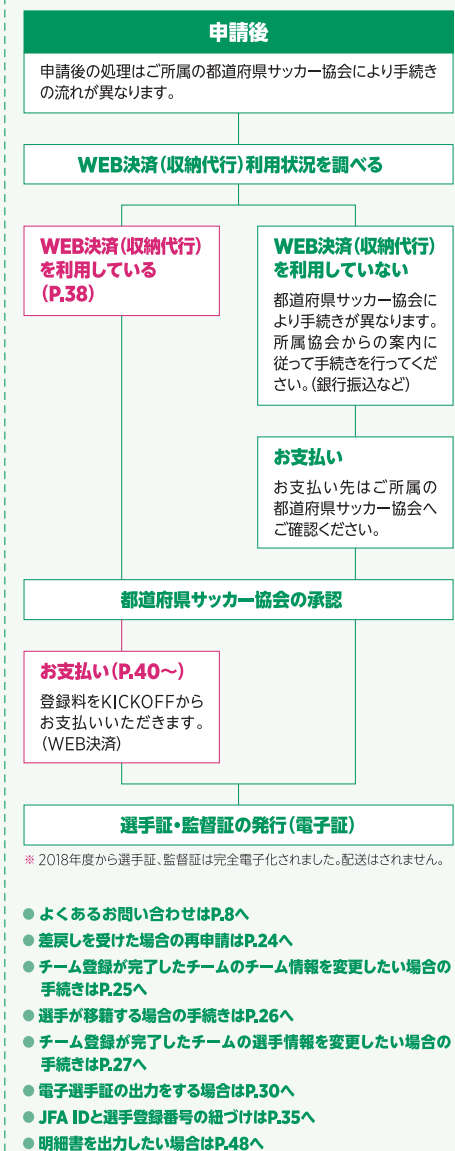 申請後
申請後の処理はご所属の都道府県サッカー協会により手続き
の流れが異なります。
WEB決済(収納代行)利用状況を調べる
WEB決済(収納代行)
を利用している
(P.38)
WEB決済(収納代行)
を利用していない
都道府県サッカー協会に
より手続きが異なります。
所属協会からの案内に
従って手続きを行ってくだ
さい。(銀行振込など)
お支払い
お支払い先はご所属の
都道府県サッカー協会へ
ご確認ください。
都道府県サッカー協会の承認
お支払い(P.40〜)
登録料をKICKOFFから
お支払いいただきます。
(WEB決済)
選手証・監督証の発行(電子証)
※ 2018年度から選手証、監督証は完全電子化されました。配送はされません。
● よくあるお問い合わせはP.8へ
● 差戻しを受けた場合の再申請はP.24へ
● チーム登録が完了したチームのチーム情報を変更したい場合の
手続きはP.25へ
● 選手が移籍する場合の手続きはP.26へ
● チーム登録が完了したチームの選手情報を変更したい場合の
手続きはP.27へ
● 電子選手証の出力をする場合はP.30へ
● JFA IDと選手登録番号の紐づけはP.35へ
● 明細書を出力したい場合はP.48へ